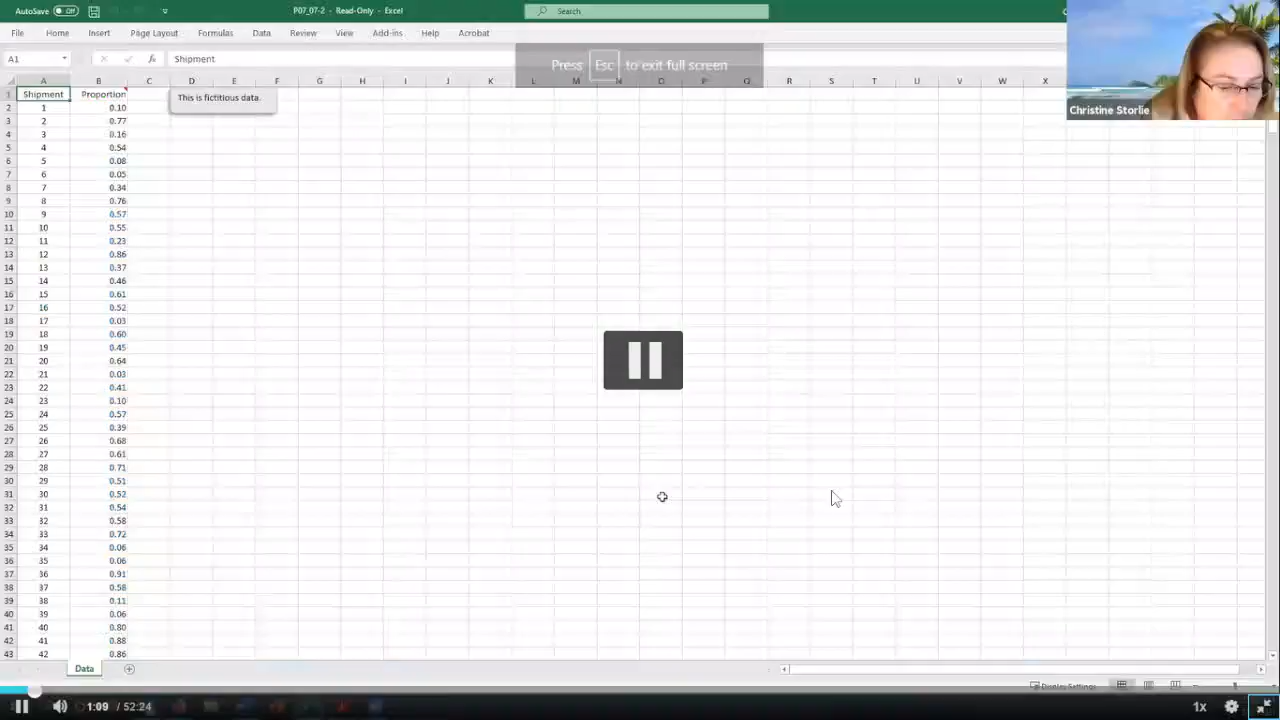 AutoSave Off P07_07-2 - Read-Only - Excel Search
File Home Insert Page Layout Formulas Data Review View Add-ins Help Acrobat
A1 fx Shipment
Press Esc to exit full screen
A B C D E F G H I J K L M N O P Q R S T U V W X
1 Shipment Proportion
This is fictitious data.
2 1 0.10
3 2 0.77
4 3 0.16
5 4 0.54
6 5 0.08
7 6 0.05
8 7 0.34
9 8 0.76
10 9 0.57
11 10 0.55
12 11 0.23
13 12 0.86
14 13 0.37
15 14 0.46
16 15 0.61
17 16 0.52
18 17 0.03
19 18 0.60
20 19 0.45
21 20 0.64
22 21 0.03
23 22 0.41
24 23 0.10
25 24 0.57
26 25 0.39
27 26 0.68
28 27 0.61
29 28 0.71
30 29 0.51
31 30 0.52
32 31 0.54
33 32 0.58
34 33 0.72
35 34 0.06
36 35 0.06
37 36 0.91
38 37 0.58
39 38 0.11
40 39 0.06
41 40 0.80
42 41 0.88
43 42 0.86
Christine Storlie
Data
Display Settings
1:09 / 52:24 1x